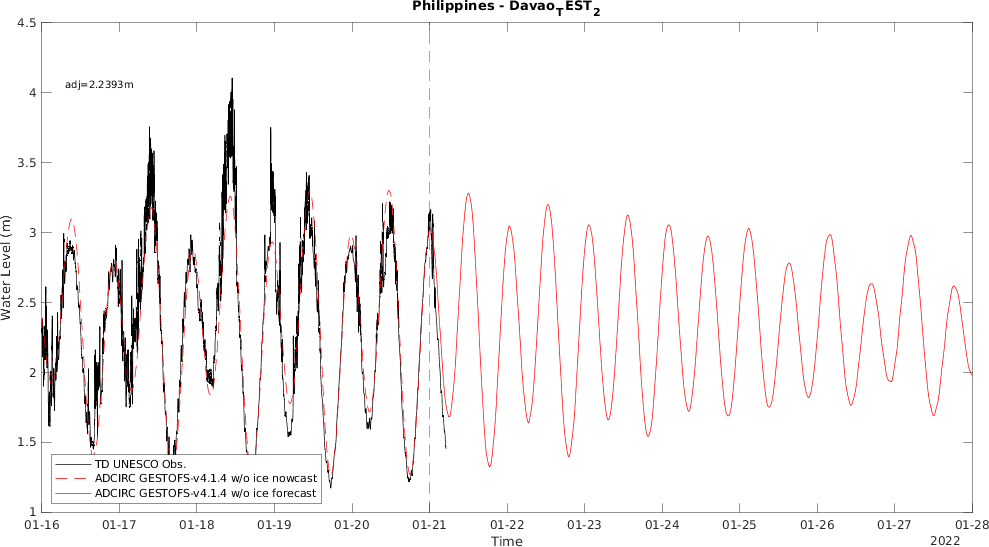 Philippines - Davao_TEST_2
4.5
4
3.5
3
2.5
2
1.5
1
Water Level (m)
adj=2.2393m
TD UNESCO Obs.
ADCIRC GESTOFS-v4.1.4 w/o ice nowcast
ADCIRC GESTOFS-v4.1.4 w/o ice forecast
01-16 01-17 01-18 01-19 01-20 01-21 01-22 01-23 01-24 01-25 01-26 01-27 01-28
Time
2022